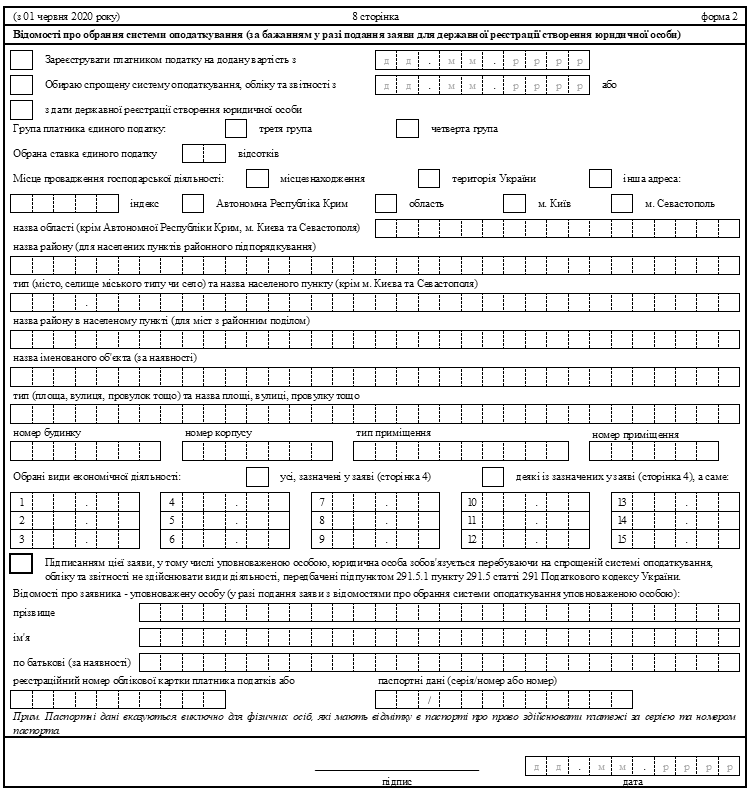 (з 01 червня 2020 року) 8 сторінка форма 2
Відомості про обрання системи оподаткування (за бажанням у разі подання заяви для державної реєстрації створення юридичної особи)
Зареєструвати платником податку на додану вартість з д д . м м . р р р р
Обираю спрощену систему оподаткування, обліку та звітності з д д . м м . р р р р або
з дати державної реєстрації створення юридичної особи
Група платника єдиного податку: третя група четверта група
Обрана ставка єдиного податку відсотків
Місце провадження господарської діяльності: місцезнаходження територія України інша адреса:
індекс Автономна Республіка Крим область м. Київ м. Севастополь
назва області (крім Автономної Республіки Крим, м. Києва та Севастополя)
назва району (для населених пунктів районного підпорядкування)
тип (місто, селище міського типу чи село) та назва населеного пункту (крім м. Києва та Севастополя)
.
назва району в населеному пункті (для міст з районним поділом)
назва іменованого об'єкта (за наявності)
тип (площа, вулиця, провулок тощо) та назва площі, вулиці, провулку тощо
номер будинку номер корпусу тип приміщення номер приміщення
Обрані види економічної діяльності: усі, зазначені у заяві (сторінка 4) деякі із зазначених у заяві (сторінка 4), а саме:
1 . 4 . 7 . 10 . 13 .
2 . 5 . 8 . 11 . 14 .
3 . 6 . 9 . 12 . 15 .
Підписанням цієї заяви, у тому числі уповноваженою особою, юридична особа зобов'язується перебуваючи на спрощеній системі оподаткування,
обліку та звітності не здійснювати види діяльності, передбачені підпунктом 291.5.1 пункту 291.5 статті 291 Податкового кодексу України.
Відомості про заявника - уповноважену особу (у разі подання заяви з відомостями про обрання системи оподаткування уповноваженою особою):
прізвище
ім'я
по батькові (за наявності)
реєстраційний номер облікової картки платника податків або паспортні дані (серія/номер або номер)
/
Прим. Паспортні дані вказуються виключно для фізичних осіб, які мають відмітку в паспорті про право здійснювати платежі за серією та номером
паспорта.
д д . м м . р р р р
підпис дата